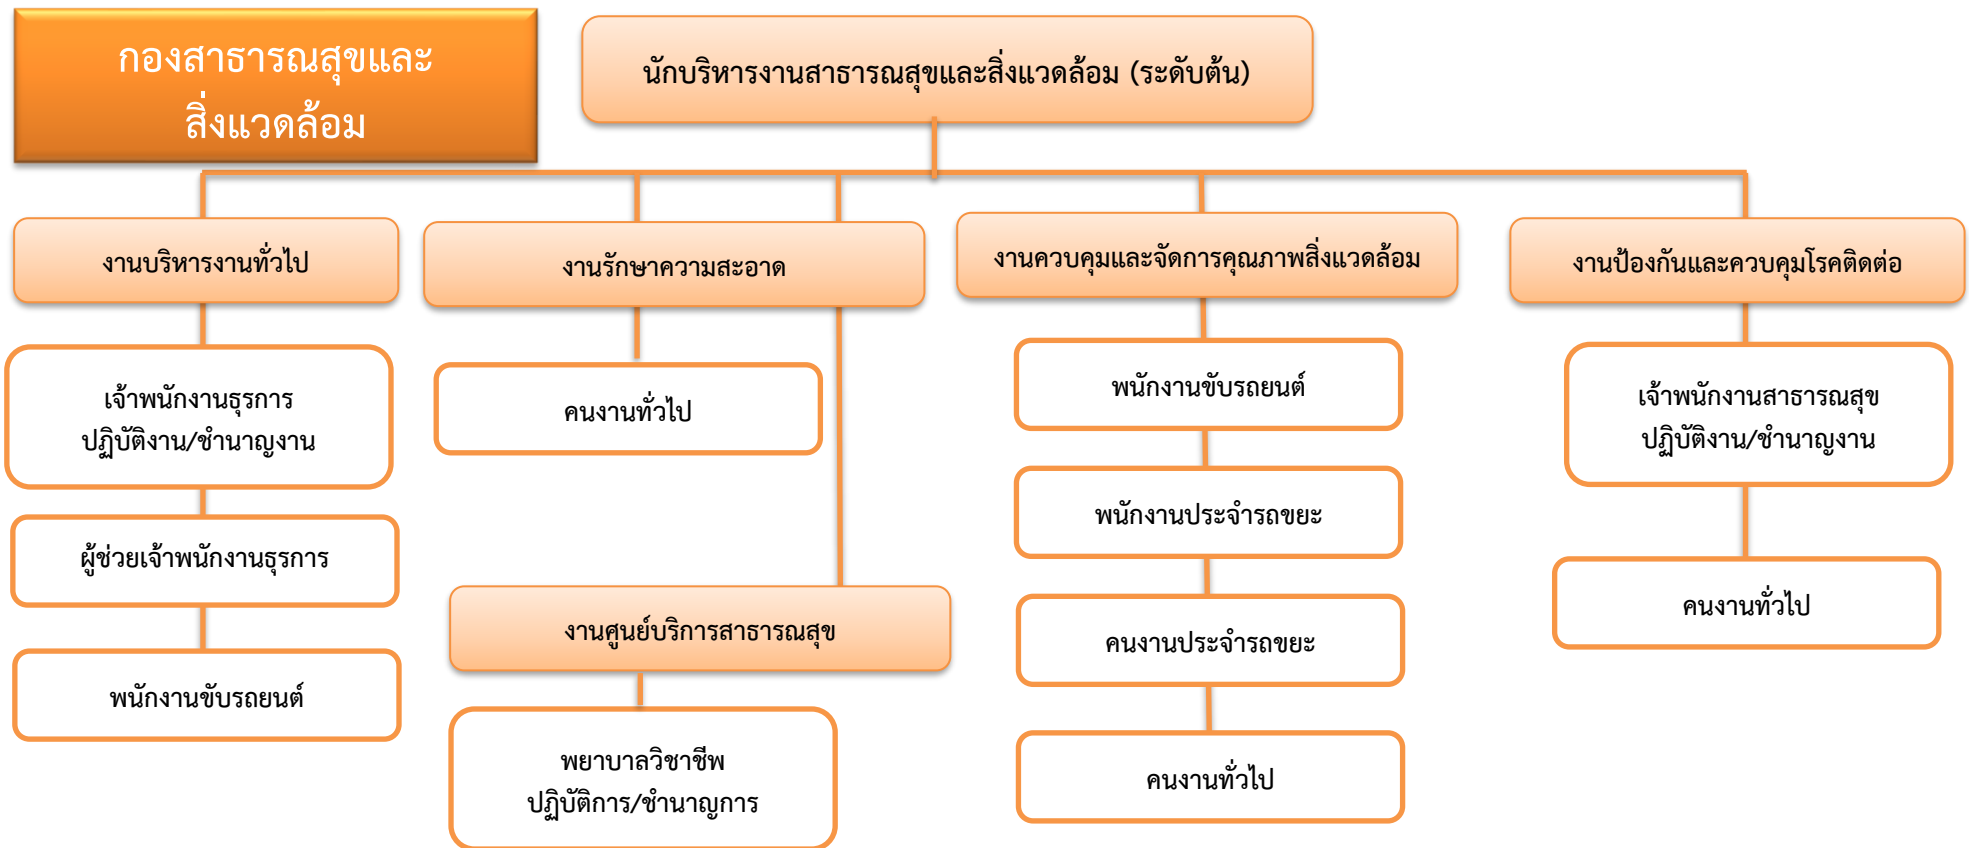 กองสาธารณสุขและ
สิ่งแวดล้อม
นักบริหารงานสาธารณสุขและสิ่งแวดล้อม (ระดับต้น)
งานบริหารงานทั่วไป
เจ้าพนักงานธุรการ
ปฏิบัติงาน/ชำนาญงาน
ผู้ช่วยเจ้าพนักงานธุรการ
พนักงานขับรถยนต์
งานรักษาความสะอาด
คนงานทั่วไป
งานศูนย์บริการสาธารณสุข
พยาบาลวิชาชีพ
ปฏิบัติการ/ชำนาญการ
งานควบคุมและจัดการคุณภาพสิ่งแวดล้อม
พนักงานขับรถยนต์
พนักงานประจำรถขยะ
คนงานประจำรถขยะ
คนงานทั่วไป
งานป้องกันและควบคุมโรคติดต่อ
เจ้าพนักงานสาธารณสุข
ปฏิบัติงาน/ชำนาญงาน
คนงานทั่วไป